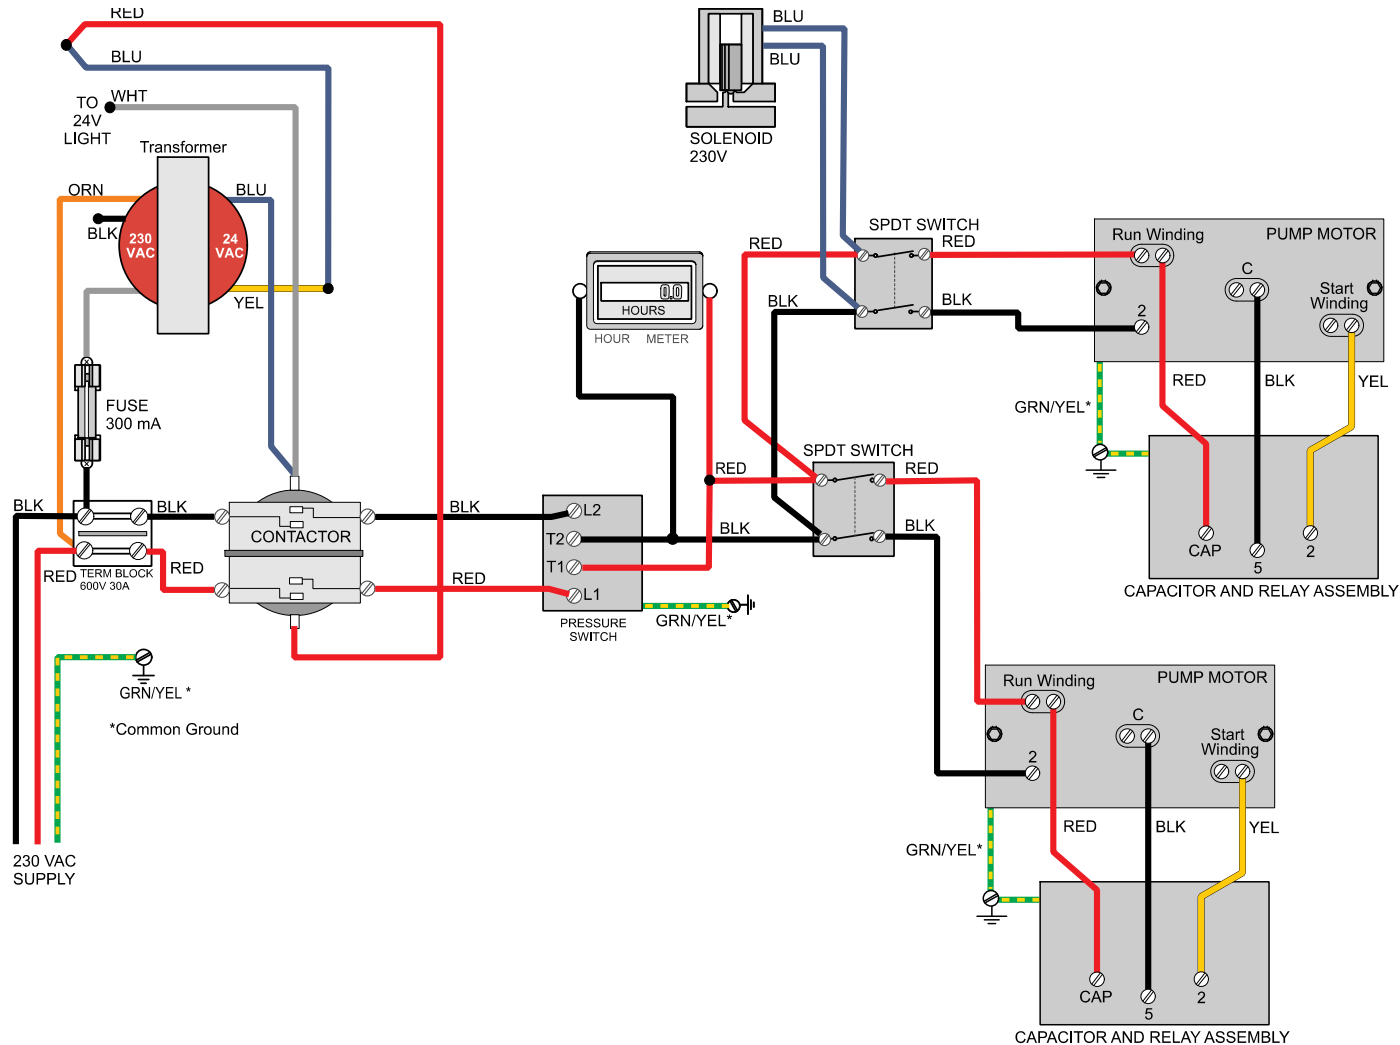 RED
BLU
WHT
TO
24V
LIGHT
Transformer
ORN
BLU
BLK
230
VAC
24
VAC
YEL
FUSE
300 mA
BLK
BLK
CONTACTOR
BLK
RED
TERM BLOCK
600V 30A
RED
RED
GRN/YEL *
*Common Ground
230 VAC
SUPPLY
BLU
BLU
SOLENOID
230V
0.0
HOURS
HOUR METER
L2
T2
T1
L1
PRESSURE
SWITCH
GRN/YEL*
RED
BLK
SPDT SWITCH
RED
BLK
RED
BLK
SPDT SWITCH
RED
BLK
Run Winding
PUMP MOTOR
C
2
Start
Winding
RED
BLK
YEL
GRN/YEL*
CAP
5
2
CAPACITOR AND RELAY ASSEMBLY
Run Winding
PUMP MOTOR
C
2
Start
Winding
RED
BLK
YEL
GRN/YEL*
CAP
5
2
CAPACITOR AND RELAY ASSEMBLY